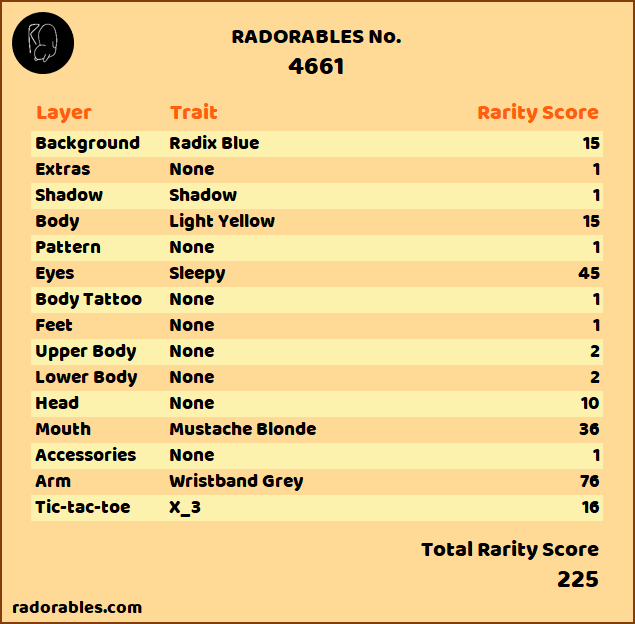 RADORABLES No.
4661
Layer Trait Rarity Score
Background Radix Blue 15
Extras None 1
Shadow Shadow 1
Body Light Yellow 15
Pattern None 1
Eyes Sleepy 45
Body Tattoo None 1
Feet None 1
Upper Body None 2
Lower Body None 2
Head None 10
Mouth Mustache Blonde 36
Accessories None 1
Arm Wristband Grey 76
Tic-tac-toe X_3 16
Total Rarity Score
225
radorables.com